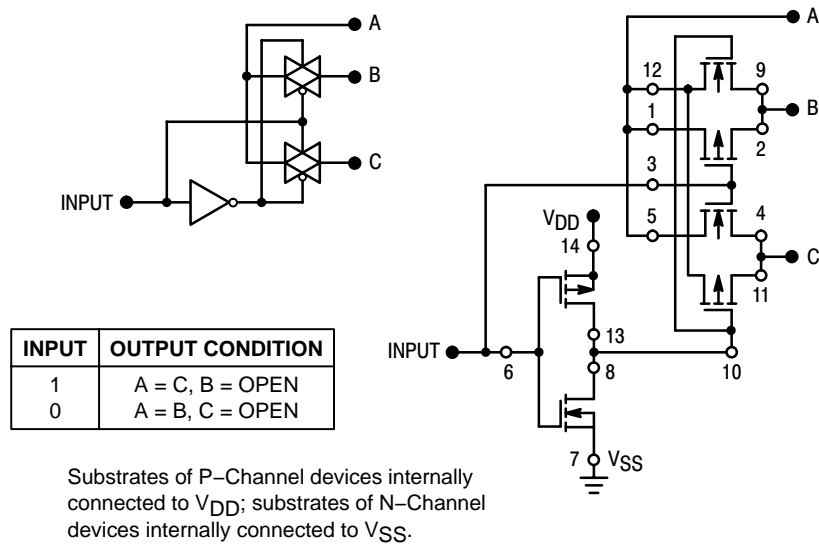 A
B
C
INPUT
A
12
9
1
B
2
3
VDD
5
4
14
C
11
INPUT
13
6
8
10
7
VSS
INPUT OUTPUT CONDITION
1 A = C, B = OPEN
0 A = B, C = OPEN
Substrates of P−Channel devices internally
connected to VDD; substrates of N−Channel
devices internally connected to VSS.